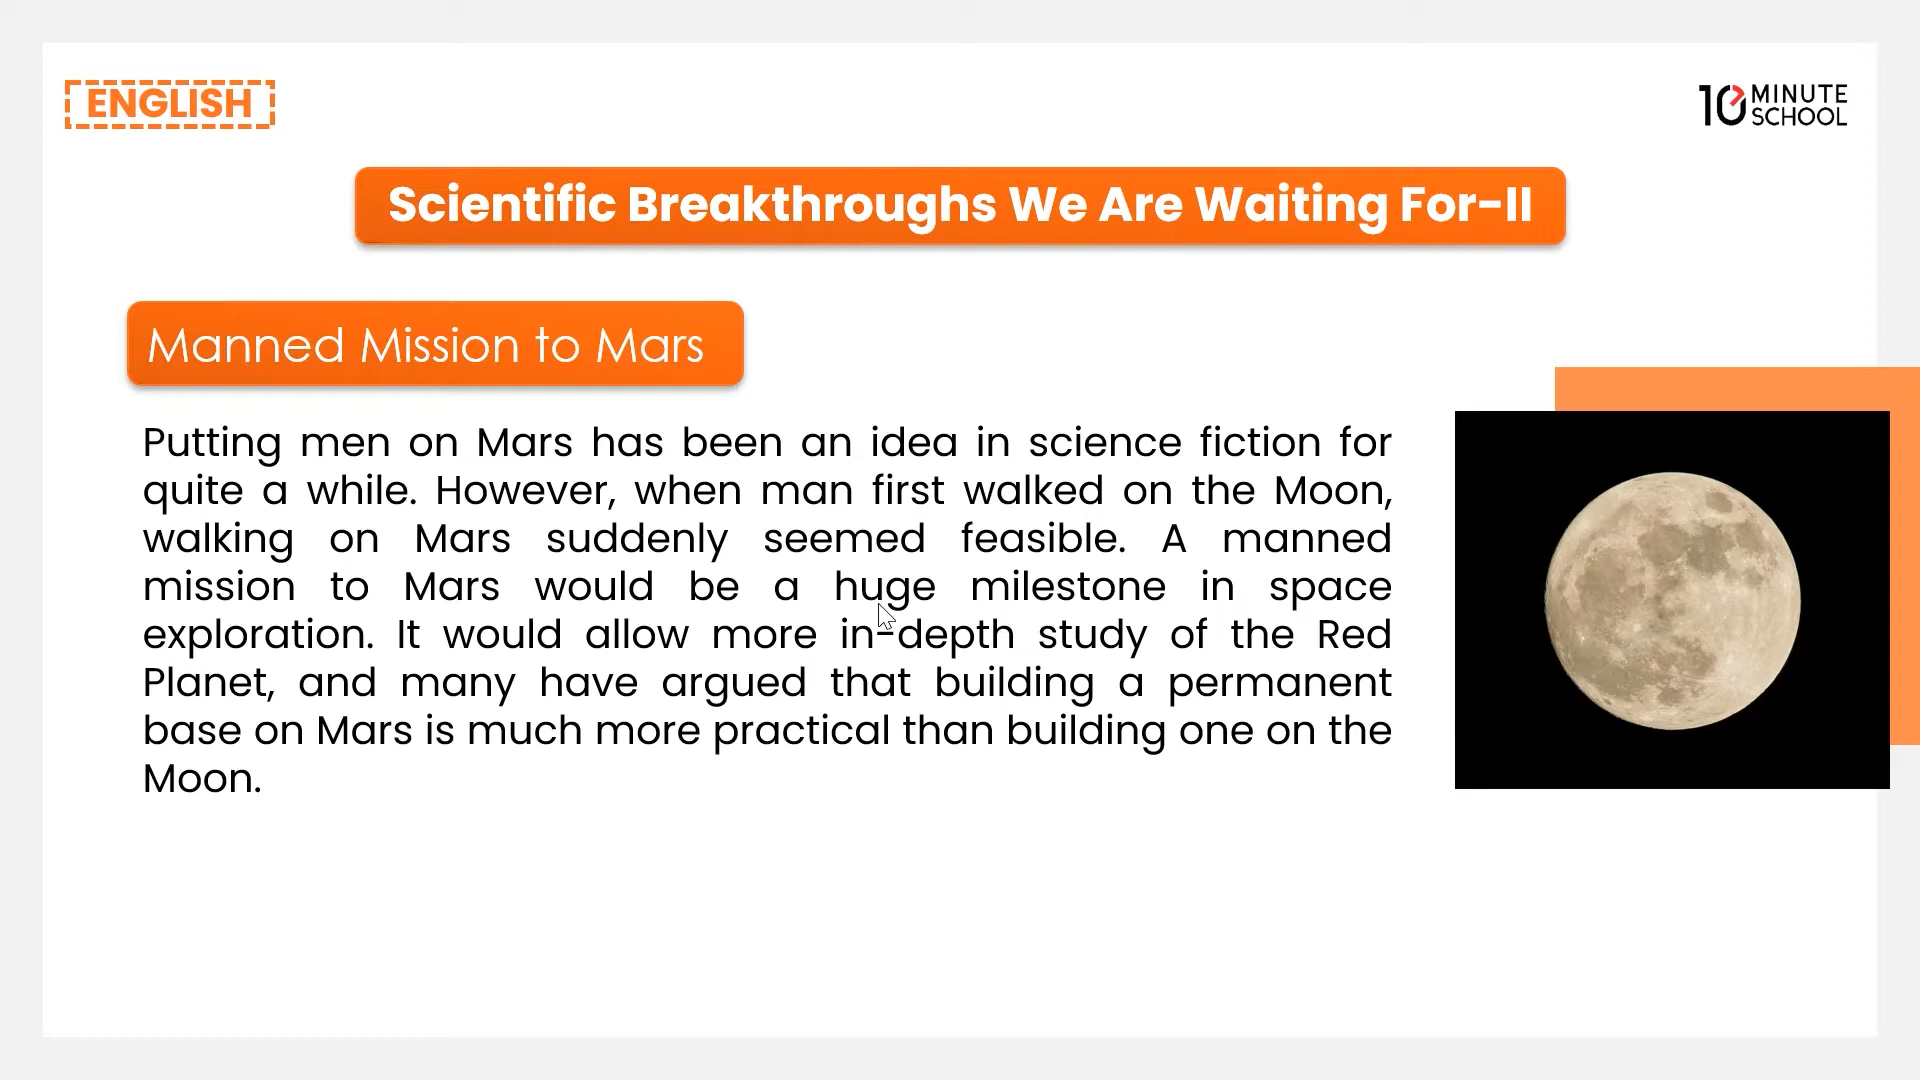 ENGLISH
10 MINUTE
SCHOOL
Scientific Breakthroughs We Are Waiting For-II
Manned Mission to Mars
Putting men on Mars has been an idea in science fiction for
quite a while. However, when man first walked on the Moon,
walking on Mars suddenly seemed feasible. A manned
mission to Mars would be a huge milestone in space
exploration. It would allow more in-depth study of the Red
Planet, and many have argued that building a permanent
base on Mars is much more practical than building one on the
Moon.